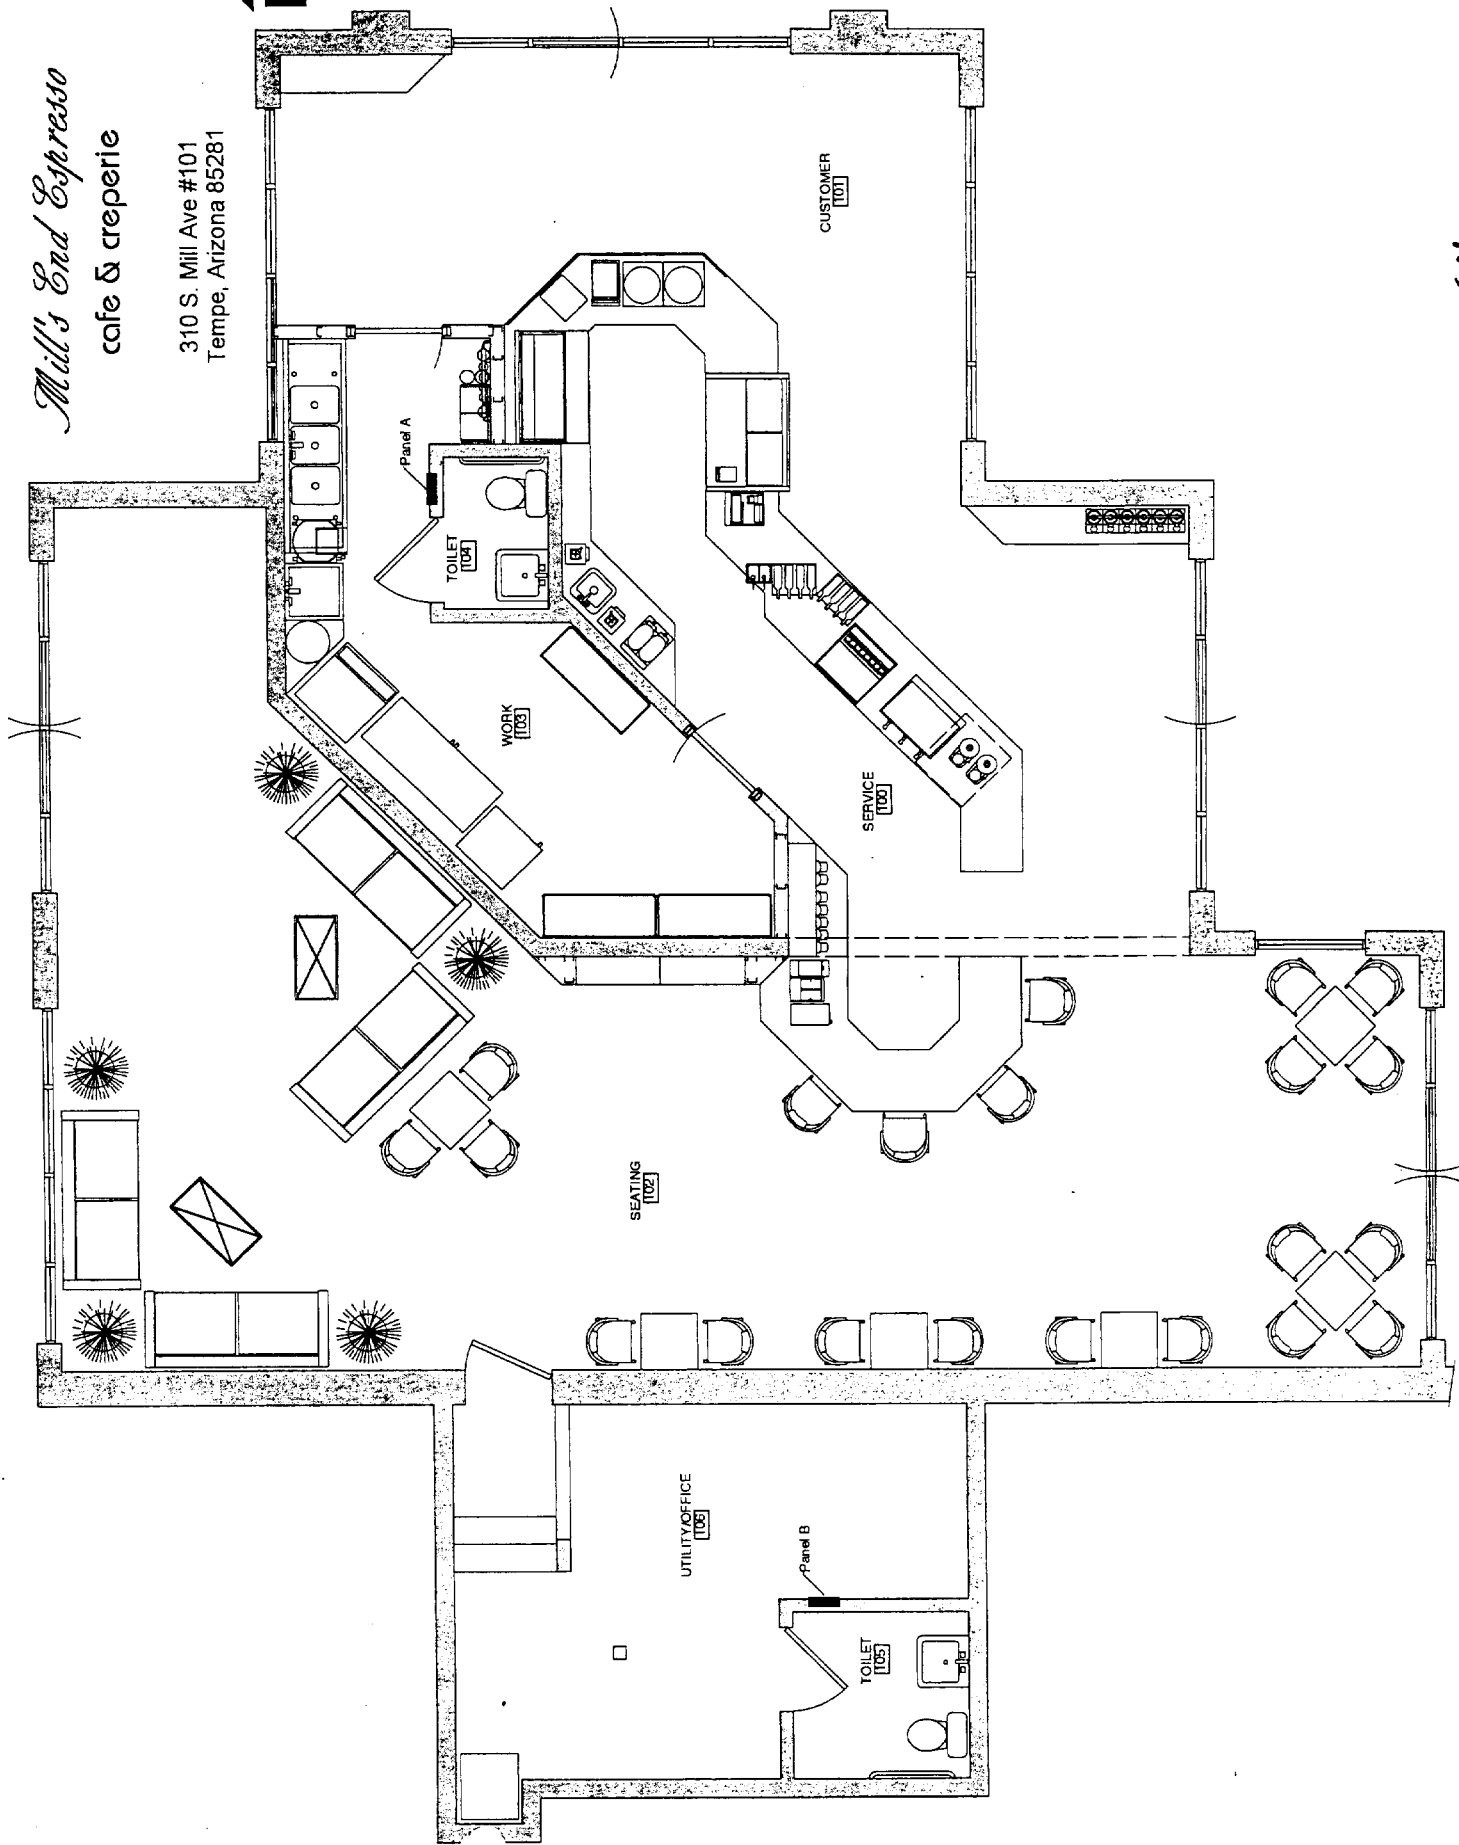 Mill's End Espresso
cafe & creperie
310 S. Mill Ave #101
Tempe, Arizona 85281
CUSTOMER
101
Panel A
TOILET
104
WORK
103
SERVICE
100
SEATING
102
UTILITY/OFFICE
106
Panel B
TOILET
105